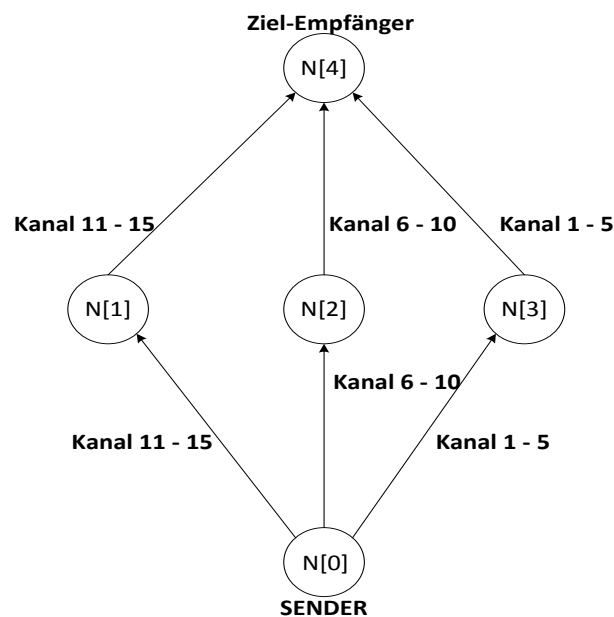 Ziel-Empfänger
N[4]
Kanal 11 - 15
Kanal 6 - 10
Kanal 1 - 5
N[1]
N[2]
N[3]
Kanal 6 - 10
Kanal 11 - 15
Kanal 1 - 5
N[0]
SENDER